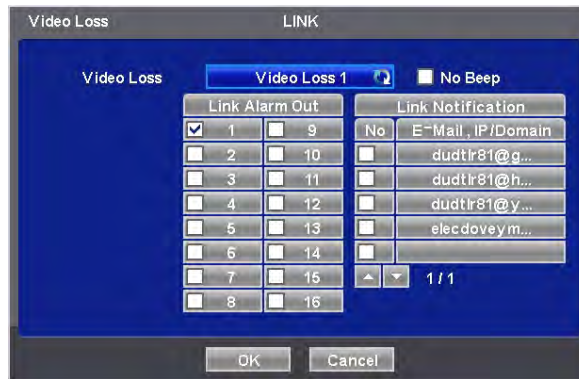 Video Loss LINK
Video Loss Video Loss 1 No Beep
Link Alarm Out Link Notification
1 9 No E-Mail , IP/Domain
2 10 dudtlr81@g...
3 11 dudtlr81@h...
4 12 dudtlr81@y...
5 13 elecdoveym...
6 14
7 15 1 / 1
8 16
OK Cancel